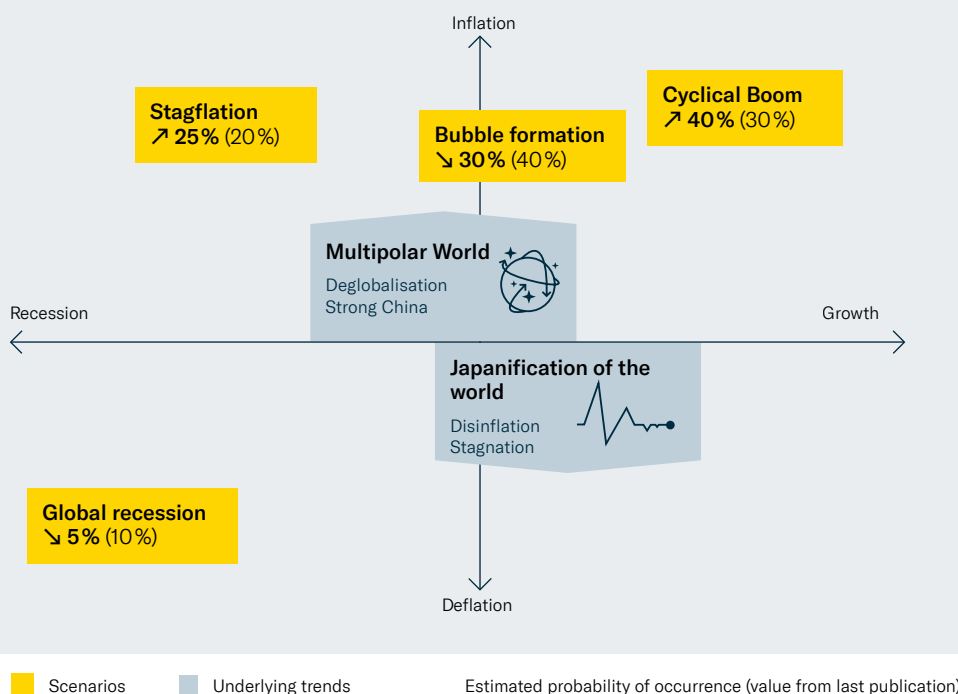 Inflation
Stagflation
↗ 25% (20%)
Bubble formation
↘ 30% (40%)
Cyclical Boom
↗ 40% (30%)
Multipolar World
Deglobalisation
Strong China
Recession
Growth
Japanification of the
world
Disinflation
Stagnation
Global recession
↘ 5% (10%)
Deflation
Scenarios
Underlying trends
Estimated probability of occurrence (value from last publication)